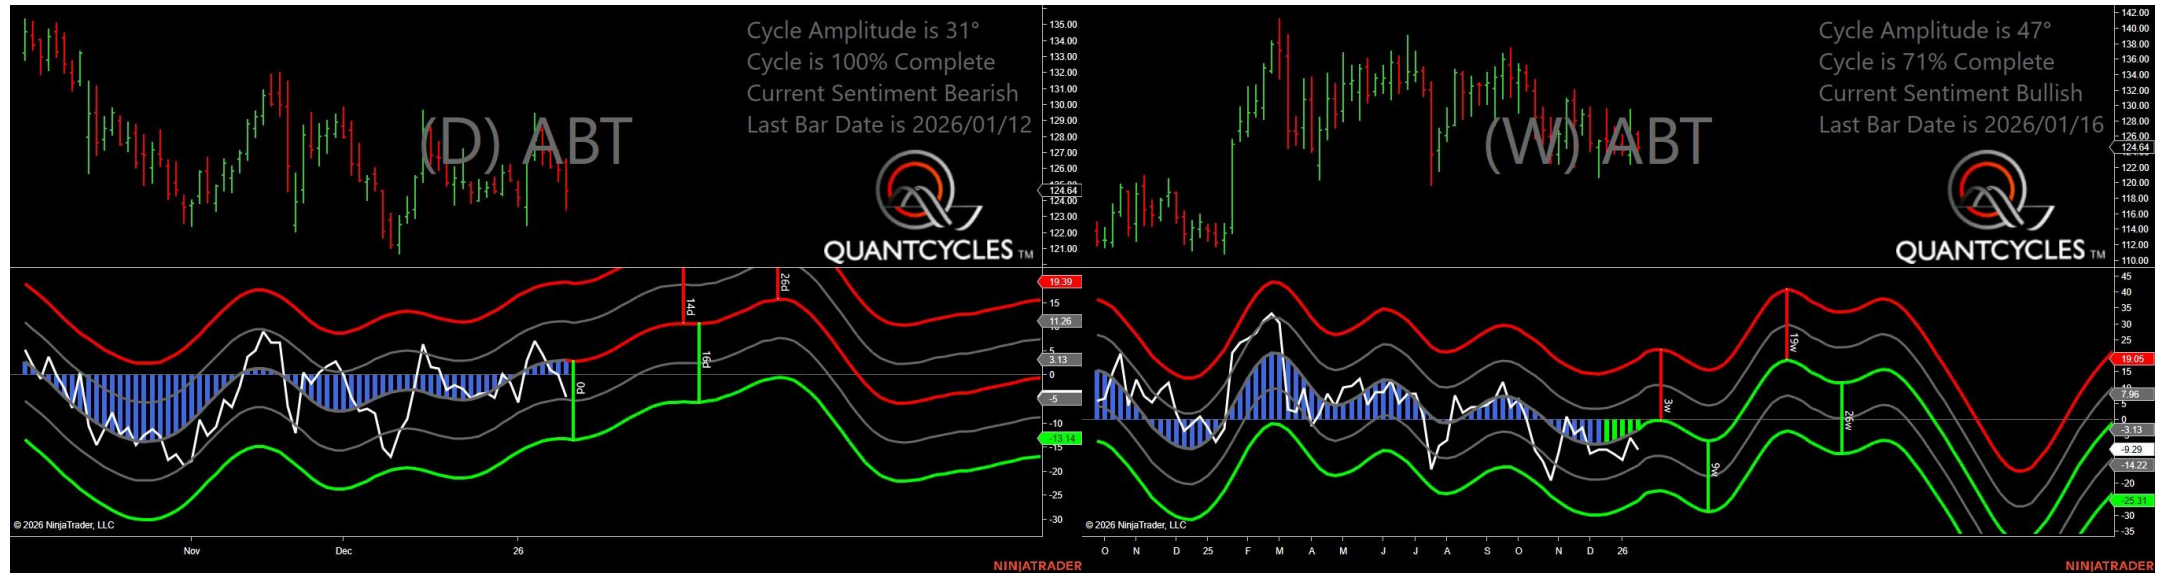 Cycle Amplitude is 31°
Cycle is 100% Complete
Current Sentiment Bearish
Last Bar Date is 2026/01/12
(D) ABT
QUANTCYCLES TM
135.00
134.00
133.00
132.00
131.00
130.00
129.00
128.00
127.00
126.00
124.64
124.00
123.00
122.00
121.00
26d
14d
16d
0d
19.39
15
11.26
5
3.13
0
-5
-10
-13.14
-15
-20
-25
-30
© 2026 NinjaTrader, LLC
Nov
Dec
26
NINJATRADER
Cycle Amplitude is 47°
Cycle is 71% Complete
Current Sentiment Bullish
Last Bar Date is 2026/01/16
(W) ABT
QUANTCYCLES TM
142.00
140.00
138.00
136.00
134.00
132.00
130.00
128.00
126.00
124.64
122.00
120.00
118.00
116.00
114.00
112.00
110.00
19w
3w
26w
9w
45
40
35
30
25
19.05
15
7.96
5
0
-3.13
-9.29
-14.22
-20
-25.31
-30
-35
© 2026 NinjaTrader, LLC
O N D 25 F M A M J J A S O N D 26
NINJATRADER